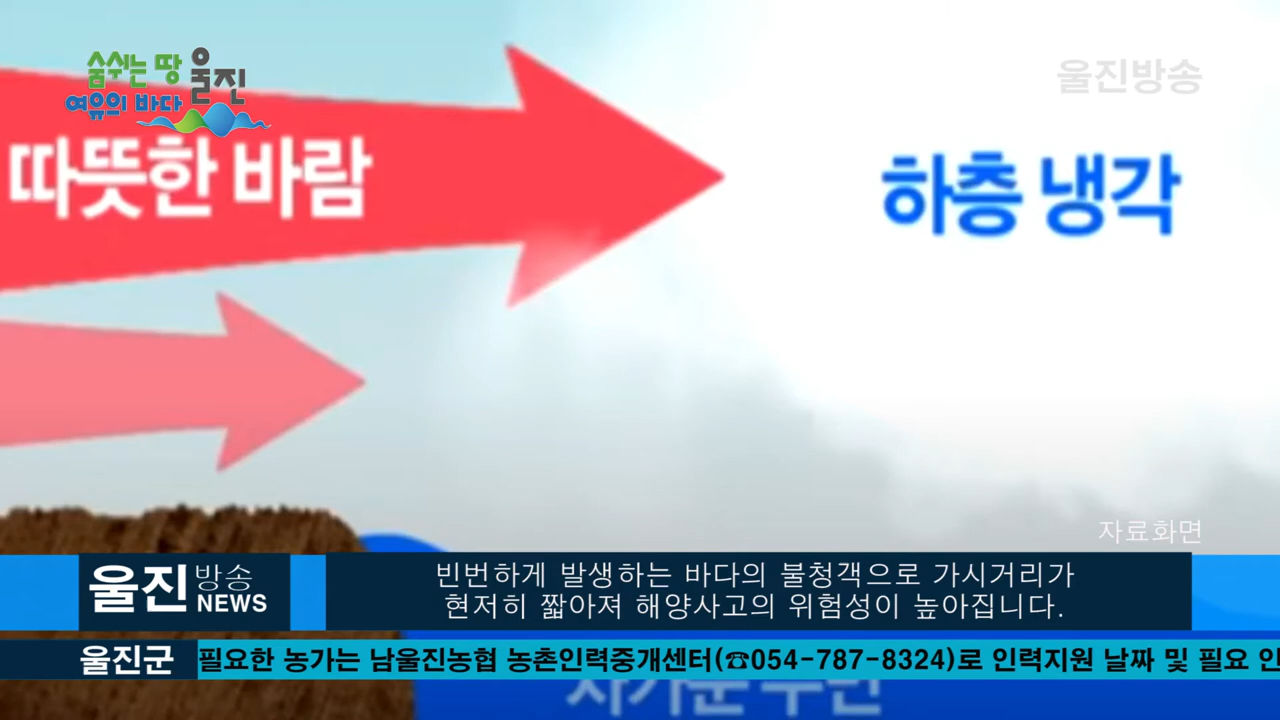 숨쉬는 땅 울진
여유의 바다
울진방송
따뜻한 바람
하층 냉각
자료화면
울진 방송 NEWS
빈번하게 발생하는 바다의 불청객으로 가시거리가
현저히 짧아져 해양사고의 위험성이 높아집니다.
울진군
필요한 농가는 남울진농협 농촌인력중개센터(☎054-787-8324)로 인력지원 날짜 및 필요 인